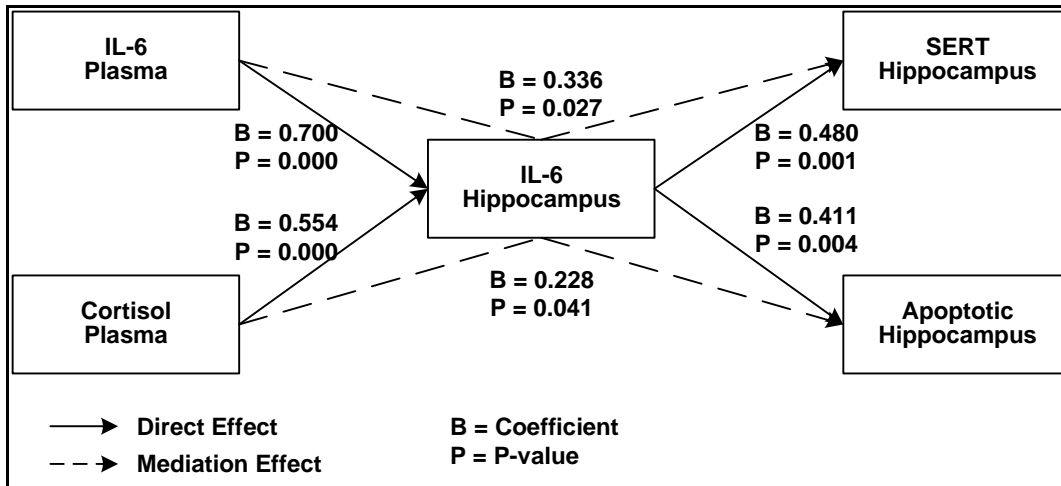 IL-6
Plasma
SERT
Hippocampus
B = 0.336
P = 0.027
B = 0.700
P = 0.000
B = 0.480
P = 0.001
IL-6
Hippocampus
B = 0.554
P = 0.000
B = 0.411
P = 0.004
B = 0.228
P = 0.041
Cortisol
Plasma
Apoptotic
Hippocampus
Direct Effect
Mediation Effect
B = Coefficient
P = P-value